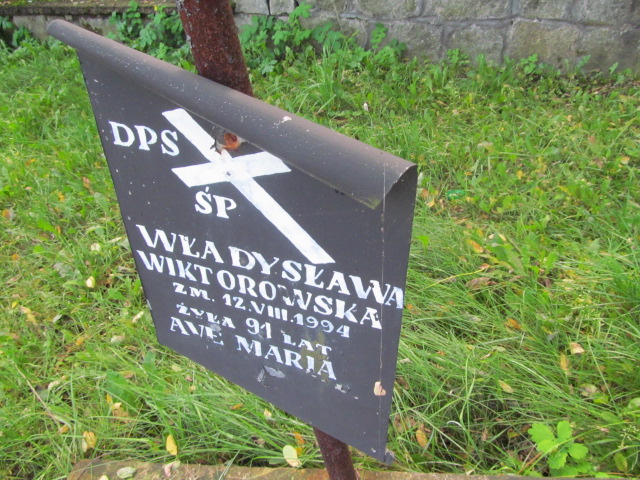 DPS
ŚP
WŁADYSŁAWA
WIKTOROWSKA
ZM. 12.VIII.1994
ŻYŁA 91 LAT
AVE MARIA